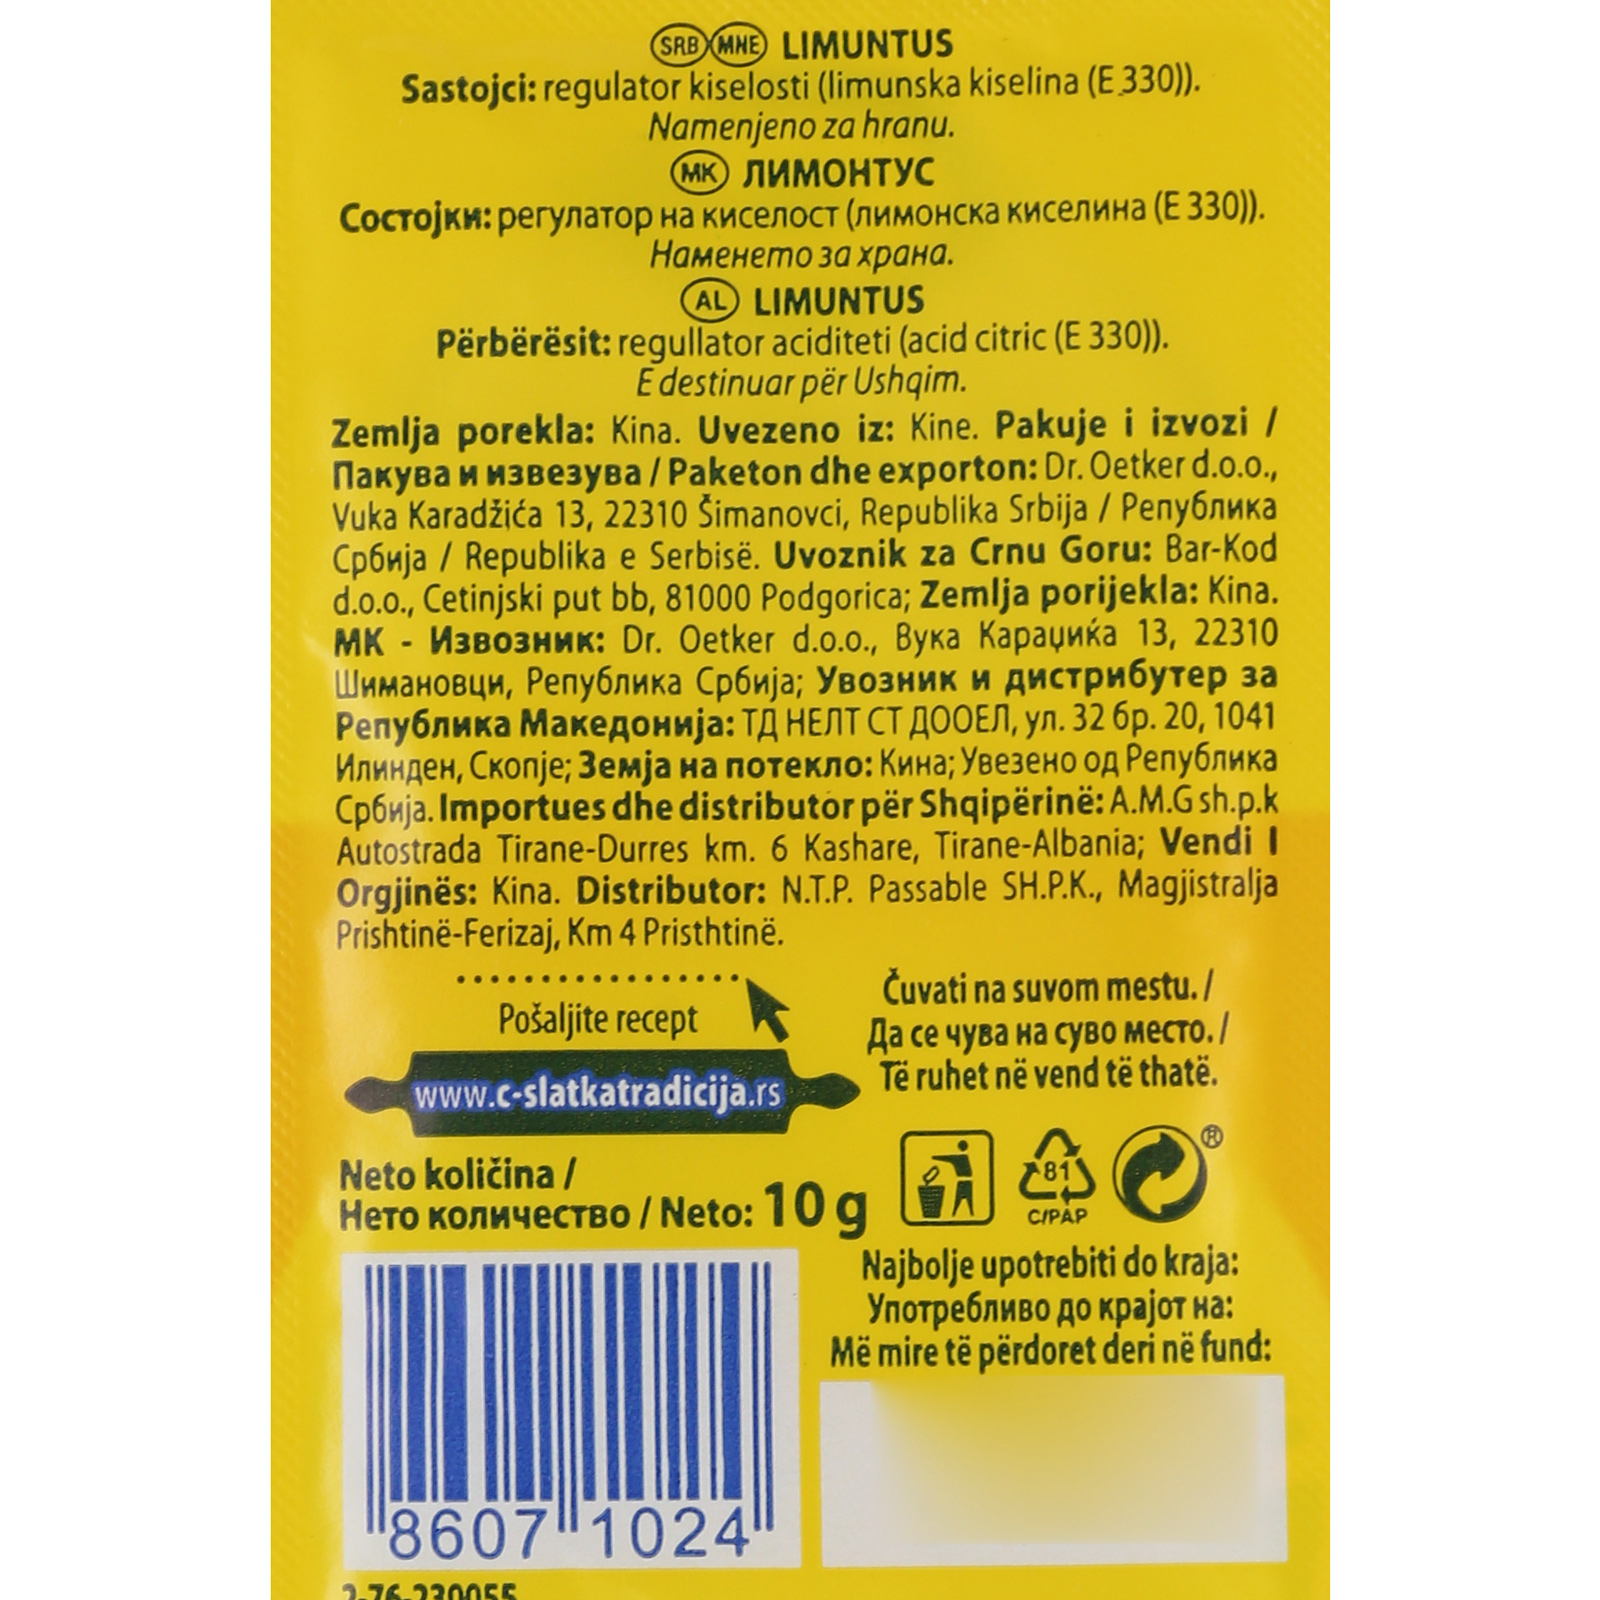 SRB MNE LIMUNTUS
Sastojci: regulator kiselosti (limunska kiselina (E 330)).
Namenjeno za hranu.
MK ЛИМОНТУС
Состојки: регулатор на киселост (лимонска киселина (Е 330)).
Наменето за храна.
AL LIMUNTUS
Përbërësit: regullator aciditeti (acid citric (E 330)).
E destinuar për Ushqim.
Zemlja porekla: Kina. Uvezeno iz: Kine. Pakuje i izvozi /
Пакува и извезува / Paketon dhe exporton: Dr. Oetker d.o.o.,
Vuka Karadžića 13, 22310 Šimanovci, Republika Srbija / Република
Србија / Republika e Serbisë. Uvoznik za Crnu Goru: Bar-Kod
d.o.o., Cetinjski put bb, 81000 Podgorica; Zemlja porijekla: Kina.
МК - Извозник: Dr. Oetker d.o.o., Вука Караџиќа 13, 22310
Шимановци, Република Србија; Увозник и дистрибутер за
Република Македонија: ТД НЕЛТ СТ ДООЕЛ, ул. 32 бр. 20, 1041
Илинден, Скопје; Земја на потекло: Кина; Увезено од Република
Србија. Importues dhe distributor për Shqipërinë: A.M.G sh.p.k
Autostrada Tirane-Durres km. 6 Kashare, Tirane-Albania; Vendi I
Orgjinës: Kina. Distributor: N.T.P. Passable SH.P.K., Magjistralja
Prishtinë-Ferizaj, Km 4 Pristhtinë.
Pošaljite recept
www.c-slatkatradicija.rs
Čuvati na suvom mestu. /
Да се чува на суво место. /
Të ruhet në vend të thatë.
81
C/PAP
®
Neto količina /
Нето количество / Neto: 10 g
Najbolje upotrebiti do kraja:
Употребливо до крајот на:
Më mire të përdoret deri në fund:
8607 1024
2-76-230055